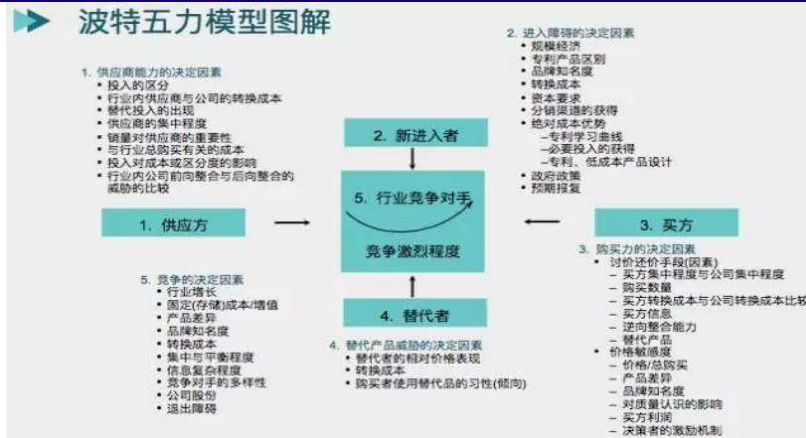 波特五力模型图解
1. 供应商能力的决定因素
• 投入的区分
• 行业内供应商与公司的转换成本
• 替代投入的出现
• 供应商的集中程度
• 销量对供应商的重要性
• 与行业总购买有关的成本
• 投入对成本或区分度的影响
• 行业内公司前向整合与后向整合的
威胁的比较
2. 进入障碍的决定因素
• 规模经济
• 专利产品区别
• 品牌知名度
• 转换成本
• 资本要求
• 分销渠道的获得
• 绝对成本优势
–专利学习曲线
–必要投入的获得
–专利、低成本产品设计
• 政府政策
• 预期报复
2. 新进入者
5. 行业竞争对手
竞争激烈程度
1. 供应方
3. 买方
4. 替代者
5. 竞争的决定因素
• 行业增长
• 固定(存储)成本/增值
• 产品差异
• 品牌知名度
• 转换成本
• 集中与平衡程度
• 信息复杂程度
• 竞争对手的多样性
• 公司股份
• 退出障碍
4. 替代产品威胁的决定因素
• 替代者的相对价格表现
• 转换成本
• 购买者使用替代品的习性(倾向)
3. 购买力的决定因素
• 讨价还价手段(因素)
– 买方集中程度与公司集中程度
– 购买数量
– 买方转换成本与公司转换成本比较
– 买方信息
– 逆向整合能力
– 替代产品
• 价格敏感度
– 价格/总购买
– 产品差异
– 品牌知名度
– 对质量认识的影响
– 买方利润
– 决策者的激励机制